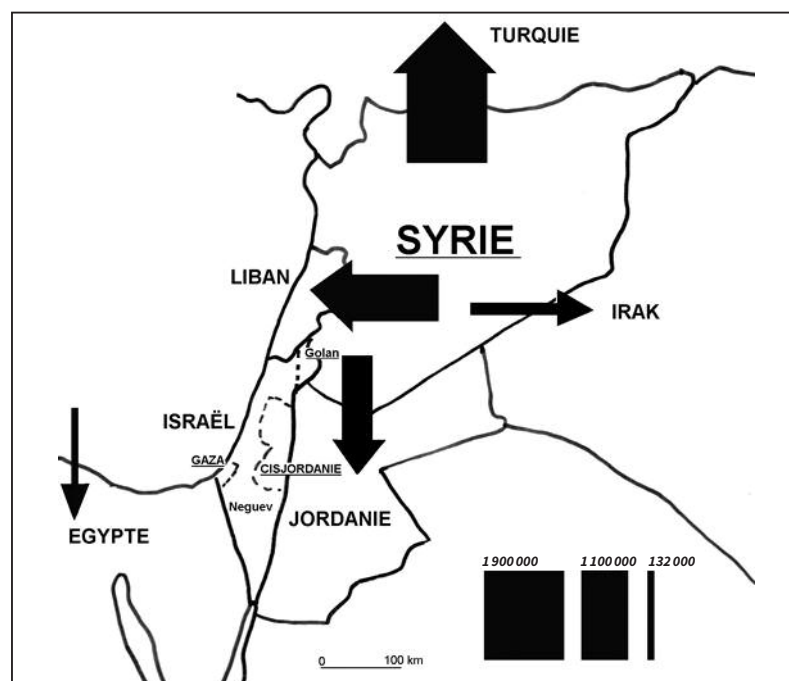 TURQUIE
SYRIE
LIBAN
IRAK
Golan
ISRAËL
GAZA
CISJORDANIE
Neguev
JORDANIE
EGYPTE
1 900 000 1 100 000 132 000
0 100 km